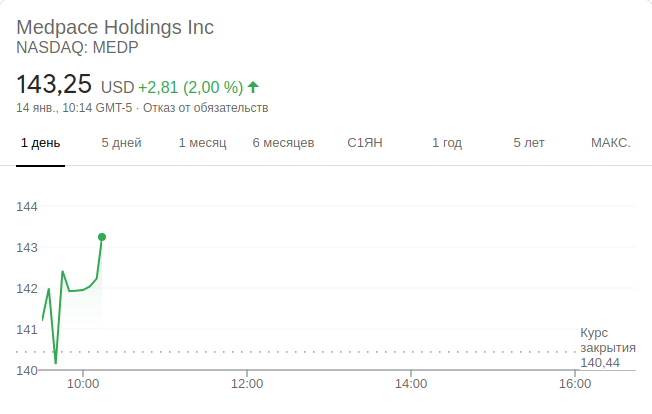 Medpace Holdings Inc
NASDAQ: MEDP
143,25 USD +2,81 (2,00 %)
14 янв., 10:14 GMT-5 · Отказ от обязательств
1 день 5 дней 1 месяц 6 месяцев С1ЯН 1 год 5 лет МАКС.
144
143
142
141
140
Курс
закрытия
140,44
10:00 12:00 14:00 16:00